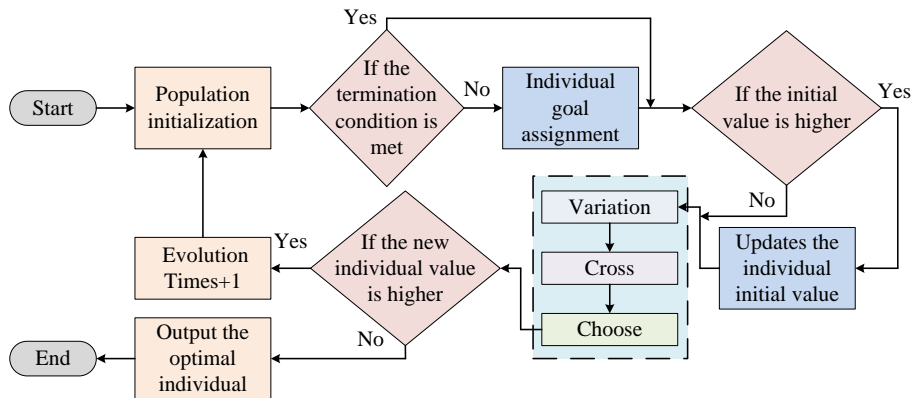 Start
Population
initialization
If the
termination
condition is
met
Yes
No
Individual
goal
assignment
If the initial
value is higher
Yes
No
Updates the
individual
initial value
Variation
Cross
Choose
If the new
individual value
is higher
Yes
No
Evolution
Times+1
Output the
optimal
individual
End